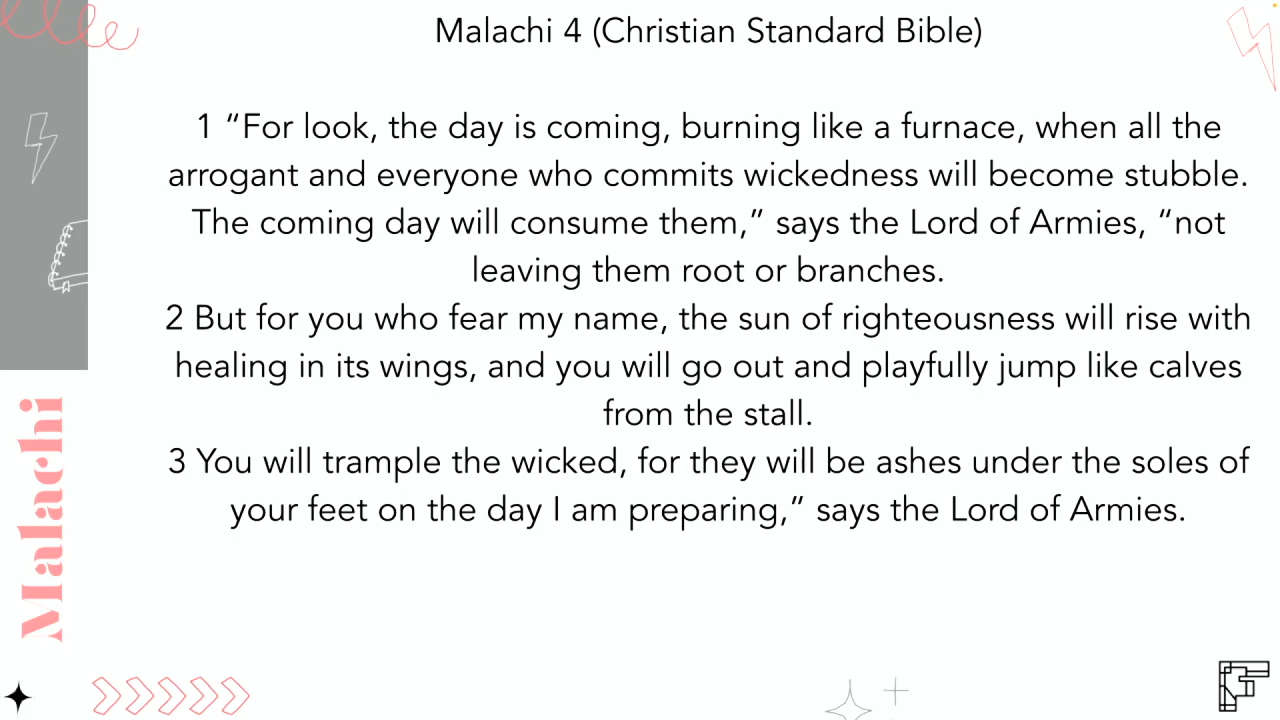 Malachi 4 (Christian Standard Bible)
1 “For look, the day is coming, burning like a furnace, when all the
arrogant and everyone who commits wickedness will become stubble.
The coming day will consume them,” says the Lord of Armies, “not
leaving them root or branches.
2 But for you who fear my name, the sun of righteousness will rise with
healing in its wings, and you will go out and playfully jump like calves
from the stall.
3 You will trample the wicked, for they will be ashes under the soles of
your feet on the day I am preparing,” says the Lord of Armies.
Malachi